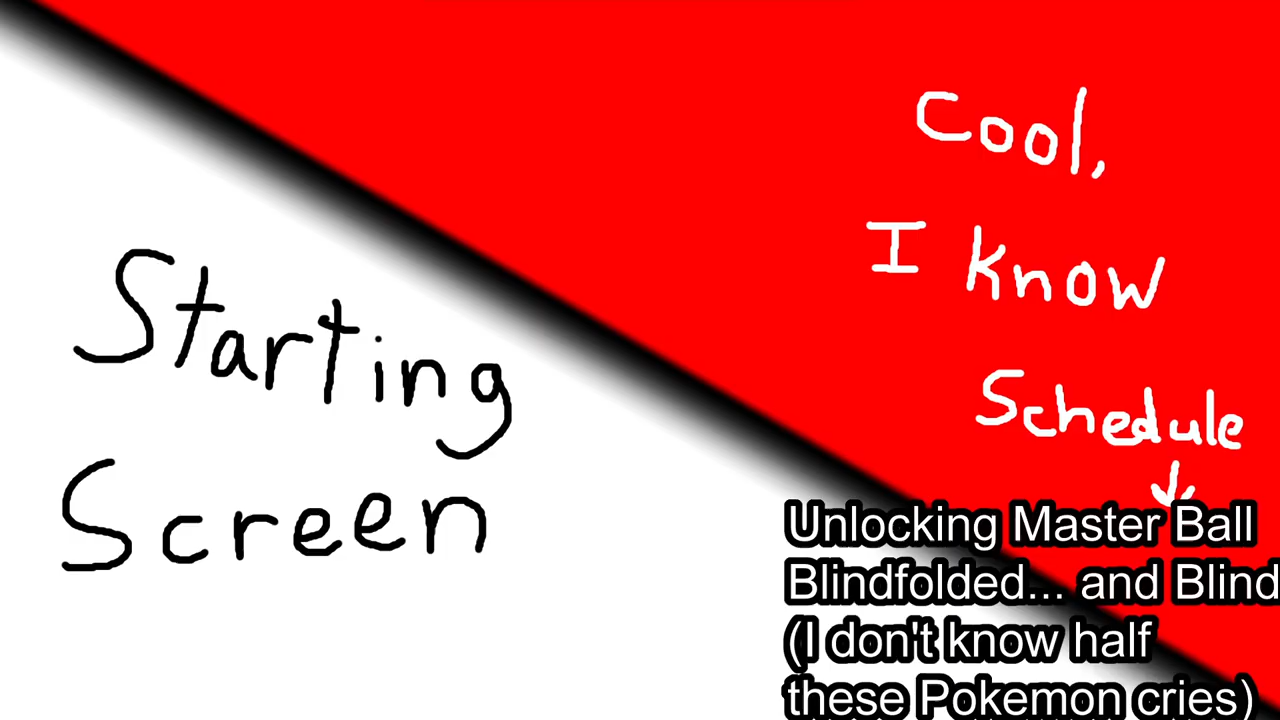 Starting
Screen
Cool,
I know
Schedule
Unlocking Master Ball
Blindfolded... and Blind
(I don't know half
these Pokemon cries)